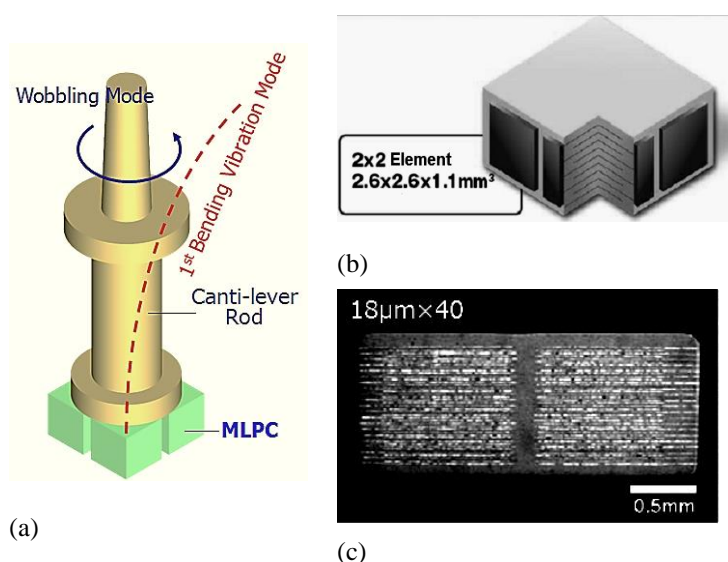 Wobbling Mode
1st Bending Vibration Mode
Canti-lever
Rod
MLPC
(a)
2x2 Element
2.6x2.6x1.1mm³
(b)
18μm×40
0.5mm
(c)